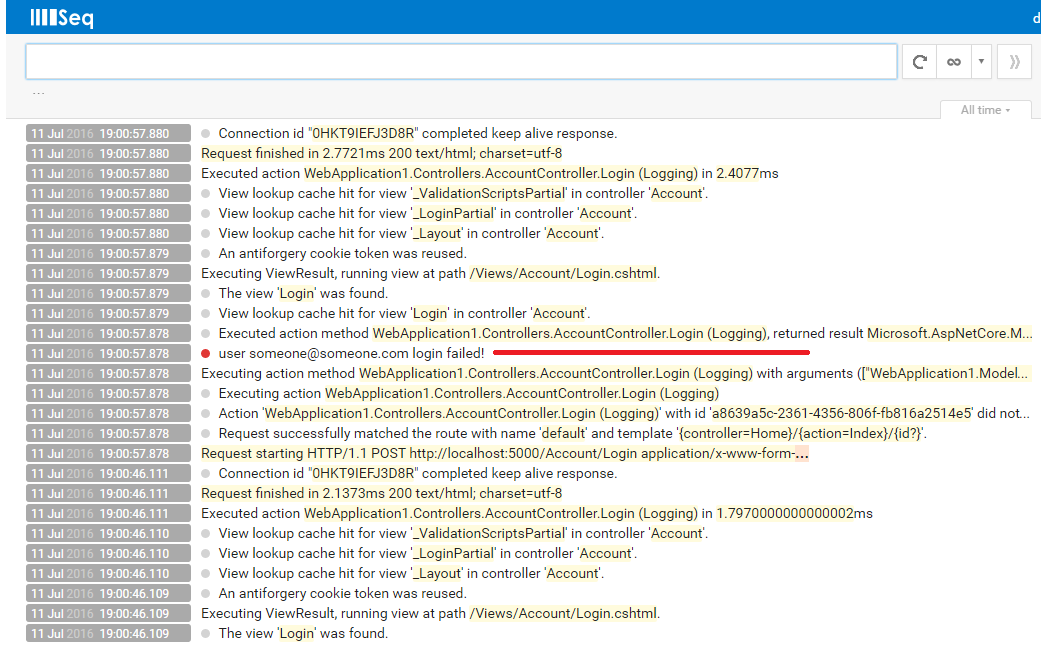 Seq
d
...
All time
11 Jul 2016 19:00:57.880 Connection id "0HKT9IEFJ3D8R" completed keep alive response.
11 Jul 2016 19:00:57.880 Request finished in 2.7721ms 200 text/html; charset=utf-8
11 Jul 2016 19:00:57.880 Executed action WebApplication1.Controllers.AccountController.Login (Logging) in 2.4077ms
11 Jul 2016 19:00:57.880 View lookup cache hit for view '_ValidationScriptsPartial' in controller 'Account'.
11 Jul 2016 19:00:57.880 View lookup cache hit for view '_LoginPartial' in controller 'Account'.
11 Jul 2016 19:00:57.880 View lookup cache hit for view '_Layout' in controller 'Account'.
11 Jul 2016 19:00:57.879 An antiforgery cookie token was reused.
11 Jul 2016 19:00:57.879 Executing ViewResult, running view at path /Views/Account/Login.cshtml.
11 Jul 2016 19:00:57.879 The view 'Login' was found.
11 Jul 2016 19:00:57.879 View lookup cache hit for view 'Login' in controller 'Account'.
11 Jul 2016 19:00:57.878 Executed action method WebApplication1.Controllers.AccountController.Login (Logging), returned result Microsoft.AspNetCore.M...
11 Jul 2016 19:00:57.878 user someone@someone.com login failed!
11 Jul 2016 19:00:57.878 Executing action method WebApplication1.Controllers.AccountController.Login (Logging) with arguments (["WebApplication1.Model...
11 Jul 2016 19:00:57.878 Executing action WebApplication1.Controllers.AccountController.Login (Logging)
11 Jul 2016 19:00:57.878 Action 'WebApplication1.Controllers.AccountController.Login (Logging)' with id 'a8639a5c-2361-4356-806f-fb816a2514e5' did not...
11 Jul 2016 19:00:57.878 Request successfully matched the route with name 'default' and template '{controller=Home}/{action=Index}/{id?}'.
11 Jul 2016 19:00:57.878 Request starting HTTP/1.1 POST http://localhost:5000/Account/Login application/x-www-form-...
11 Jul 2016 19:00:46.111 Connection id "0HKT9IEFJ3D8R" completed keep alive response.
11 Jul 2016 19:00:46.111 Request finished in 2.1373ms 200 text/html; charset=utf-8
11 Jul 2016 19:00:46.111 Executed action WebApplication1.Controllers.AccountController.Login (Logging) in 1.7970000000000002ms
11 Jul 2016 19:00:46.110 View lookup cache hit for view '_ValidationScriptsPartial' in controller 'Account'.
11 Jul 2016 19:00:46.110 View lookup cache hit for view '_LoginPartial' in controller 'Account'.
11 Jul 2016 19:00:46.110 View lookup cache hit for view '_Layout' in controller 'Account'.
11 Jul 2016 19:00:46.109 An antiforgery cookie token was reused.
11 Jul 2016 19:00:46.109 Executing ViewResult, running view at path /Views/Account/Login.cshtml.
11 Jul 2016 19:00:46.109 The view 'Login' was found.